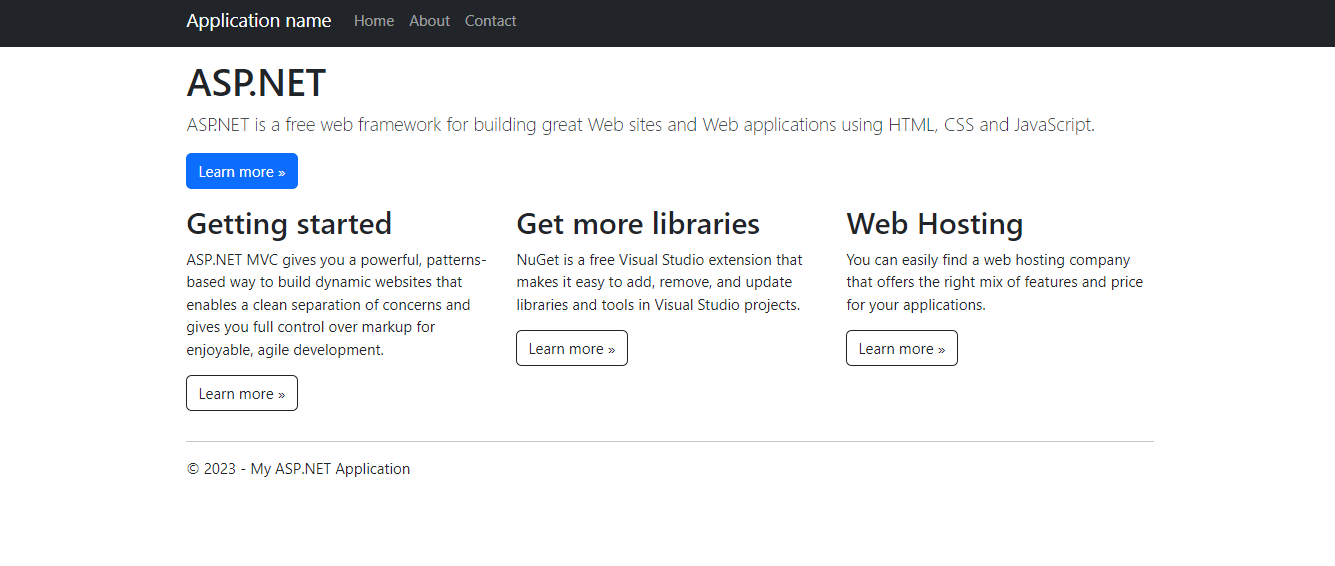 Application name Home About Contact
ASP.NET
ASP.NET is a free web framework for building great Web sites and Web applications using HTML, CSS and JavaScript.
Learn more »
Getting started
ASP.NET MVC gives you a powerful, patterns-
based way to build dynamic websites that
enables a clean separation of concerns and
gives you full control over markup for
enjoyable, agile development.
Learn more »
Get more libraries
NuGet is a free Visual Studio extension that
makes it easy to add, remove, and update
libraries and tools in Visual Studio projects.
Learn more »
Web Hosting
You can easily find a web hosting company
that offers the right mix of features and price
for your applications.
Learn more »
© 2023 - My ASP.NET Application